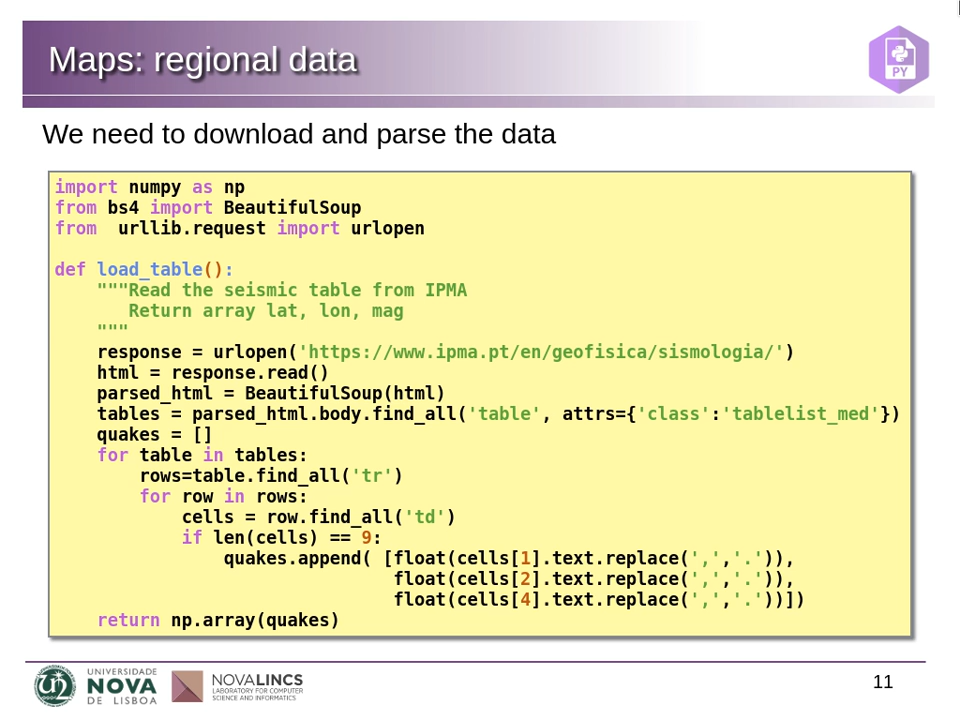 Maps: regional data
PY
We need to download and parse the data
import numpy as np
from bs4 import BeautifulSoup
from  urllib.request import urlopen
def load_table():
    """Read the seismic table from IPMA
       Return array lat, lon, mag
    """
    response = urlopen('https://www.ipma.pt/en/geofisica/sismologia/')
    html = response.read()
    parsed_html = BeautifulSoup(html)
    tables = parsed_html.body.find_all('table', attrs={'class':'tablelist_med'})
    quakes = []
    for table in tables:
        rows=table.find_all('tr')
        for row in rows:
            cells = row.find_all('td')
            if len(cells) == 9:
                quakes.append( [float(cells[1].text.replace(',','.')),
                                float(cells[2].text.replace(',','.')),
                                float(cells[4].text.replace(',','.'))])
    return np.array(quakes)
UNIVERSIDADE
NOVA
DE LISBOA
NOVALINCS
LABORATORY FOR COMPUTER
SCIENCE AND INFORMATICS
11